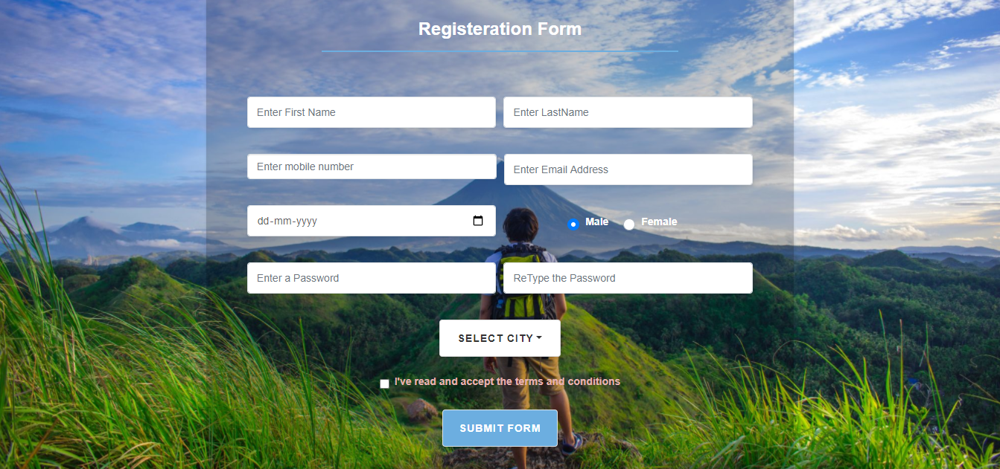 Registeration Form
Enter First Name
Enter LastName
Enter mobile number
Enter Email Address
dd-mm-yyyy
Male
Female
Enter a Password
ReType the Password
SELECT CITY
I've read and accept the terms and conditions
SUBMIT FORM